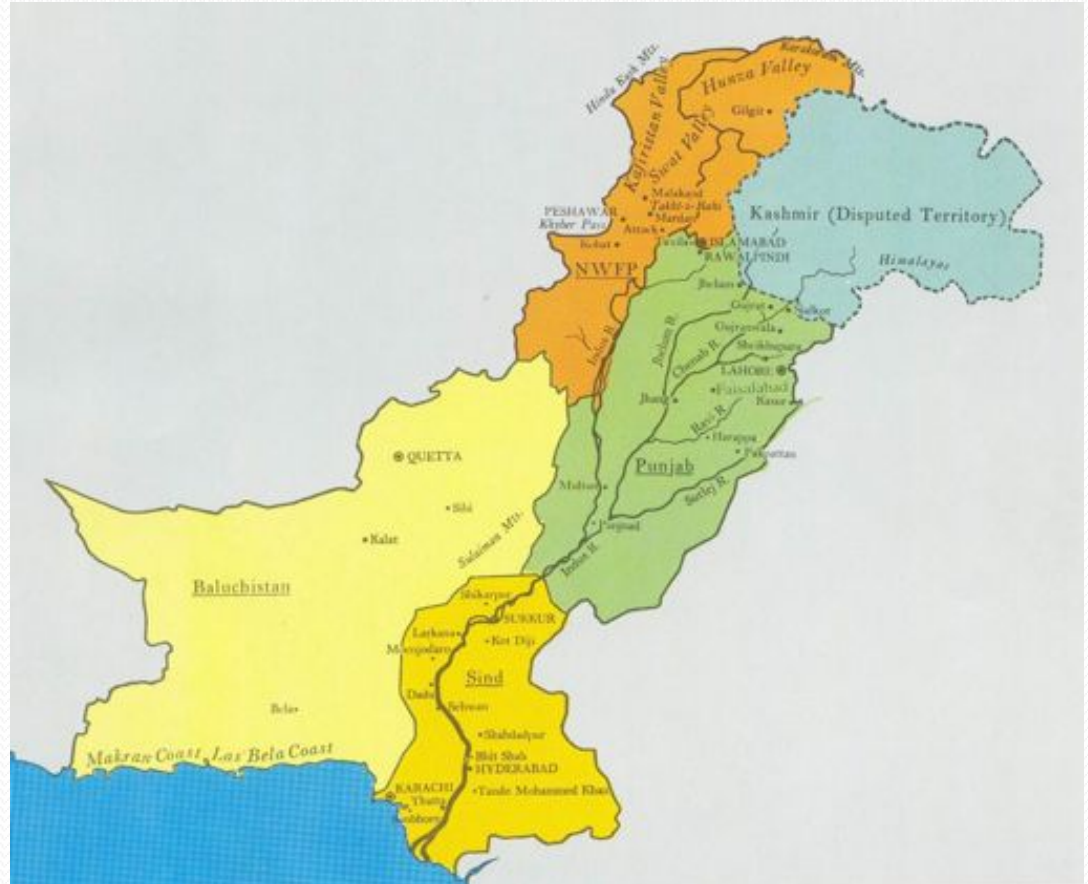 Hindu Kush Mts.
Karakoram Mts.
Hunza Valley
Gilgit
Kafiristan Valley
Swat Valley
Malakand
Takht-i-Bahi
Mardan
PESHAWAR
Khyber Pass
Attock
Kohat
Taxila
ISLAMABAD
RAWALPINDI
NWFP
Kashmir (Disputed Territory)
Himalayas
Jhelum
Gujrat
Sialkot
Gujranwala
Indus R.
Jhelum R.
Chenab R.
LAHORE
Faisalabad
Kasur
Jhang
Ravi R.
Harappa
Pakpattan
Punjab
Multan
Sutlej R.
Indus R.
QUETTA
Sibi
Kalat
Sulaiman Mts.
Baluchistan
Shikarpur
SUKKUR
Larkana
Kot Diji
Sind
Dadu
Sehwan
Bela
Shahdadpur
Makran Coast
Las Bela Coast
Bhit Shah
HYDERABAD
KARACHI
Thatta
Tando Mohammed Khan